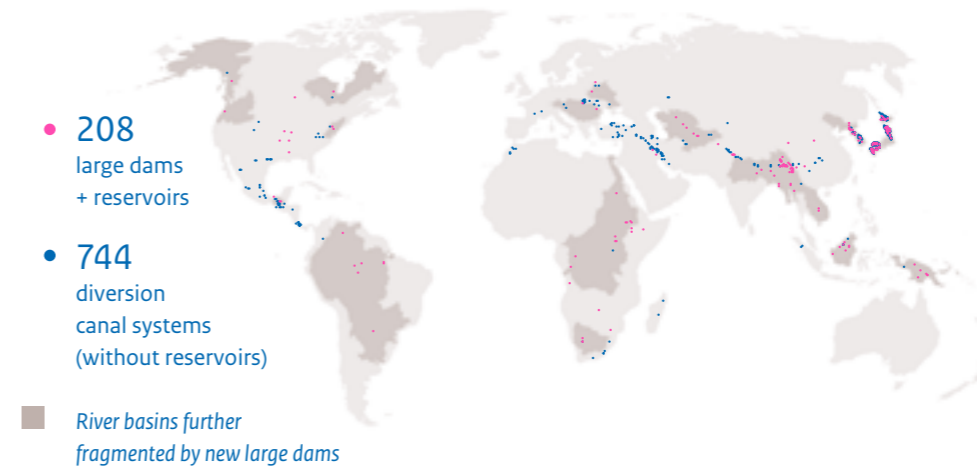 208
large dams
+ reservoirs
744
diversion
canal systems
(without reservoirs)
River basins further
fragmented by new large dams